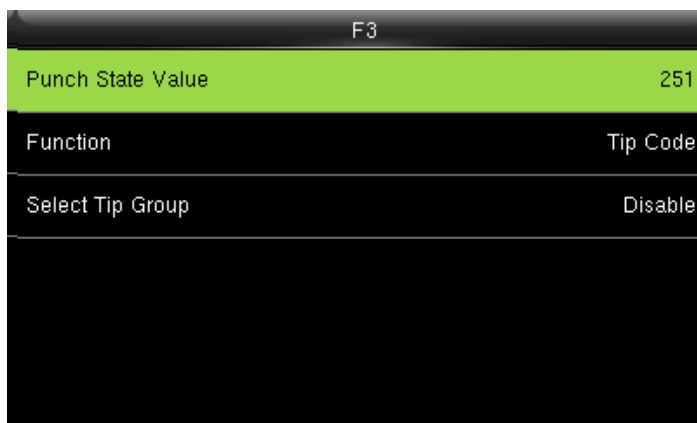 F3
Punch State Value 251
Function Tip Code
Select Tip Group Disable